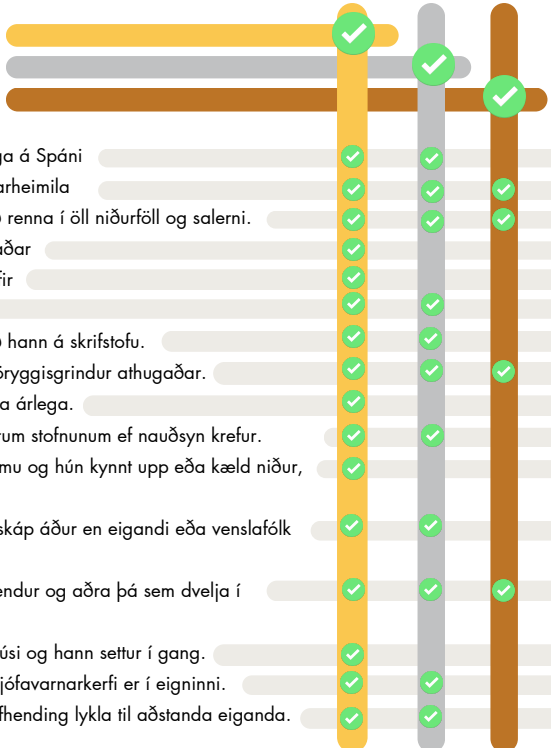 ga á Spáni
arheimila
ð renna í öll niðurföll og salerni.
aðar
fir
ð hann á skrifstofu.
öryggisgrindur athugaðar.
a árlega.
rum stofnunum ef nauðsyn krefur.
mu og hún kynnt upp eða kæld niður,
skáp áður en eigandi eða venslafólk
endur og aðra þá sem dvelja í
úsi og hann settur í gang.
jófavarnarkerfi er í eigninni.
fhending lykla til aðstanda eiganda.